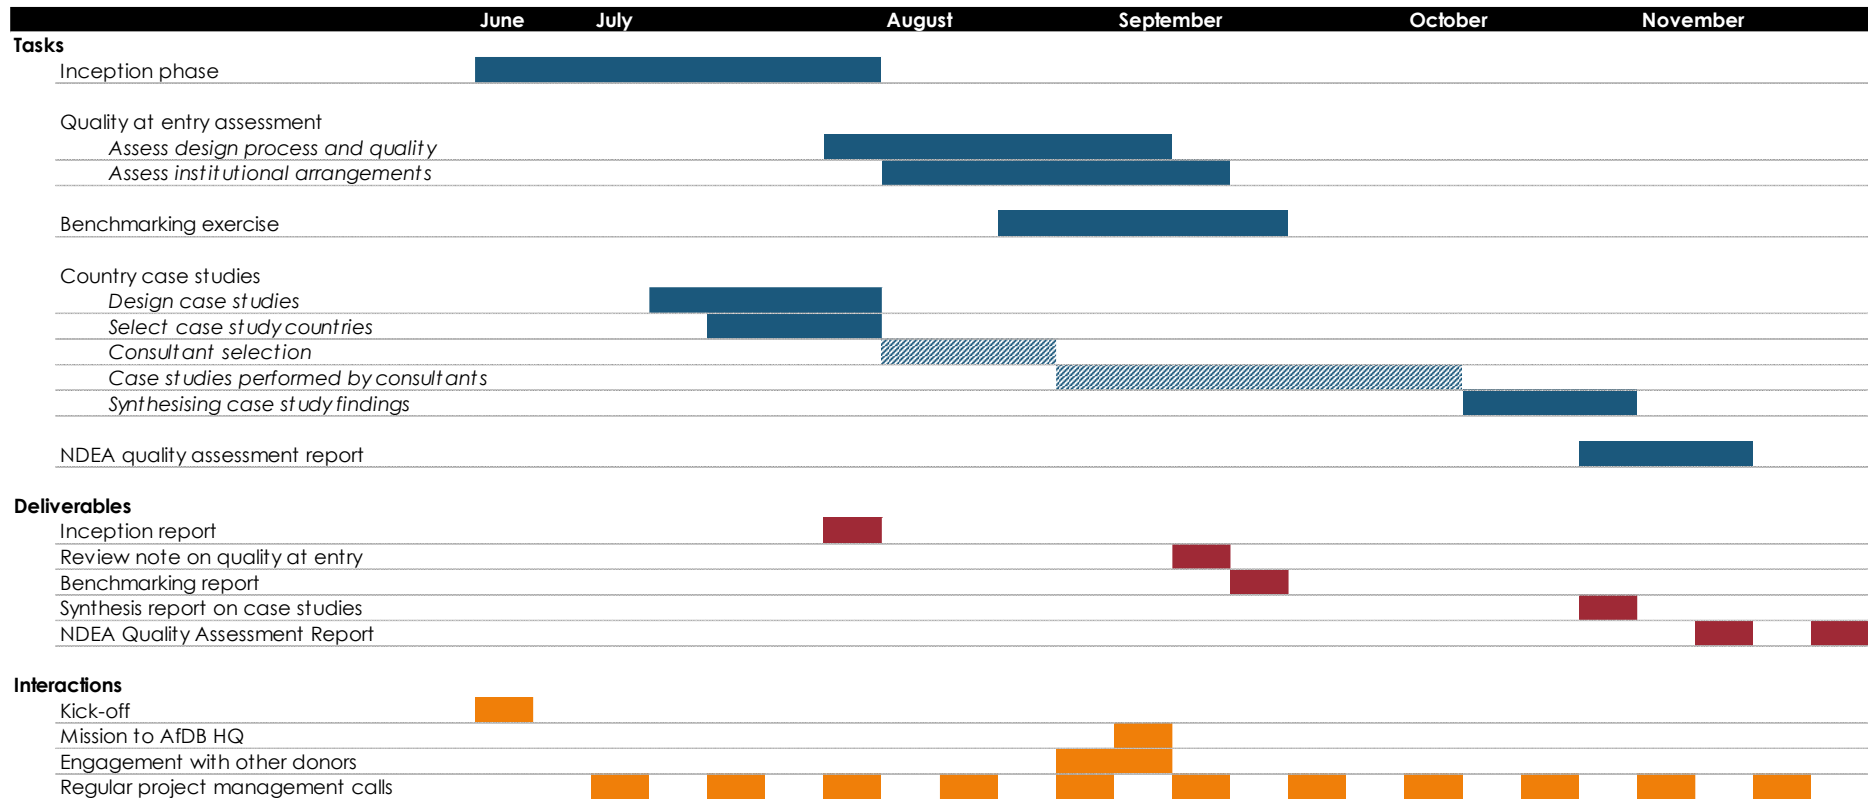 June July August September October November
Tasks
Inception phase
Quality at entry assessment
Assess design process and quality
Assess institutional arrangements
Benchmarking exercise
Country case studies
Design case studies
Select case study countries
Consultant selection
Case studies performed by consultants
Synthesising case study findings
NDEA quality assessment report
Deliverables
Inception report
Review note on quality at entry
Benchmarking report
Synthesis report on case studies
NDEA Quality Assessment Report
Interactions
Kick-off
Mission to AfDB HQ
Engagement with other donors
Regular project management calls